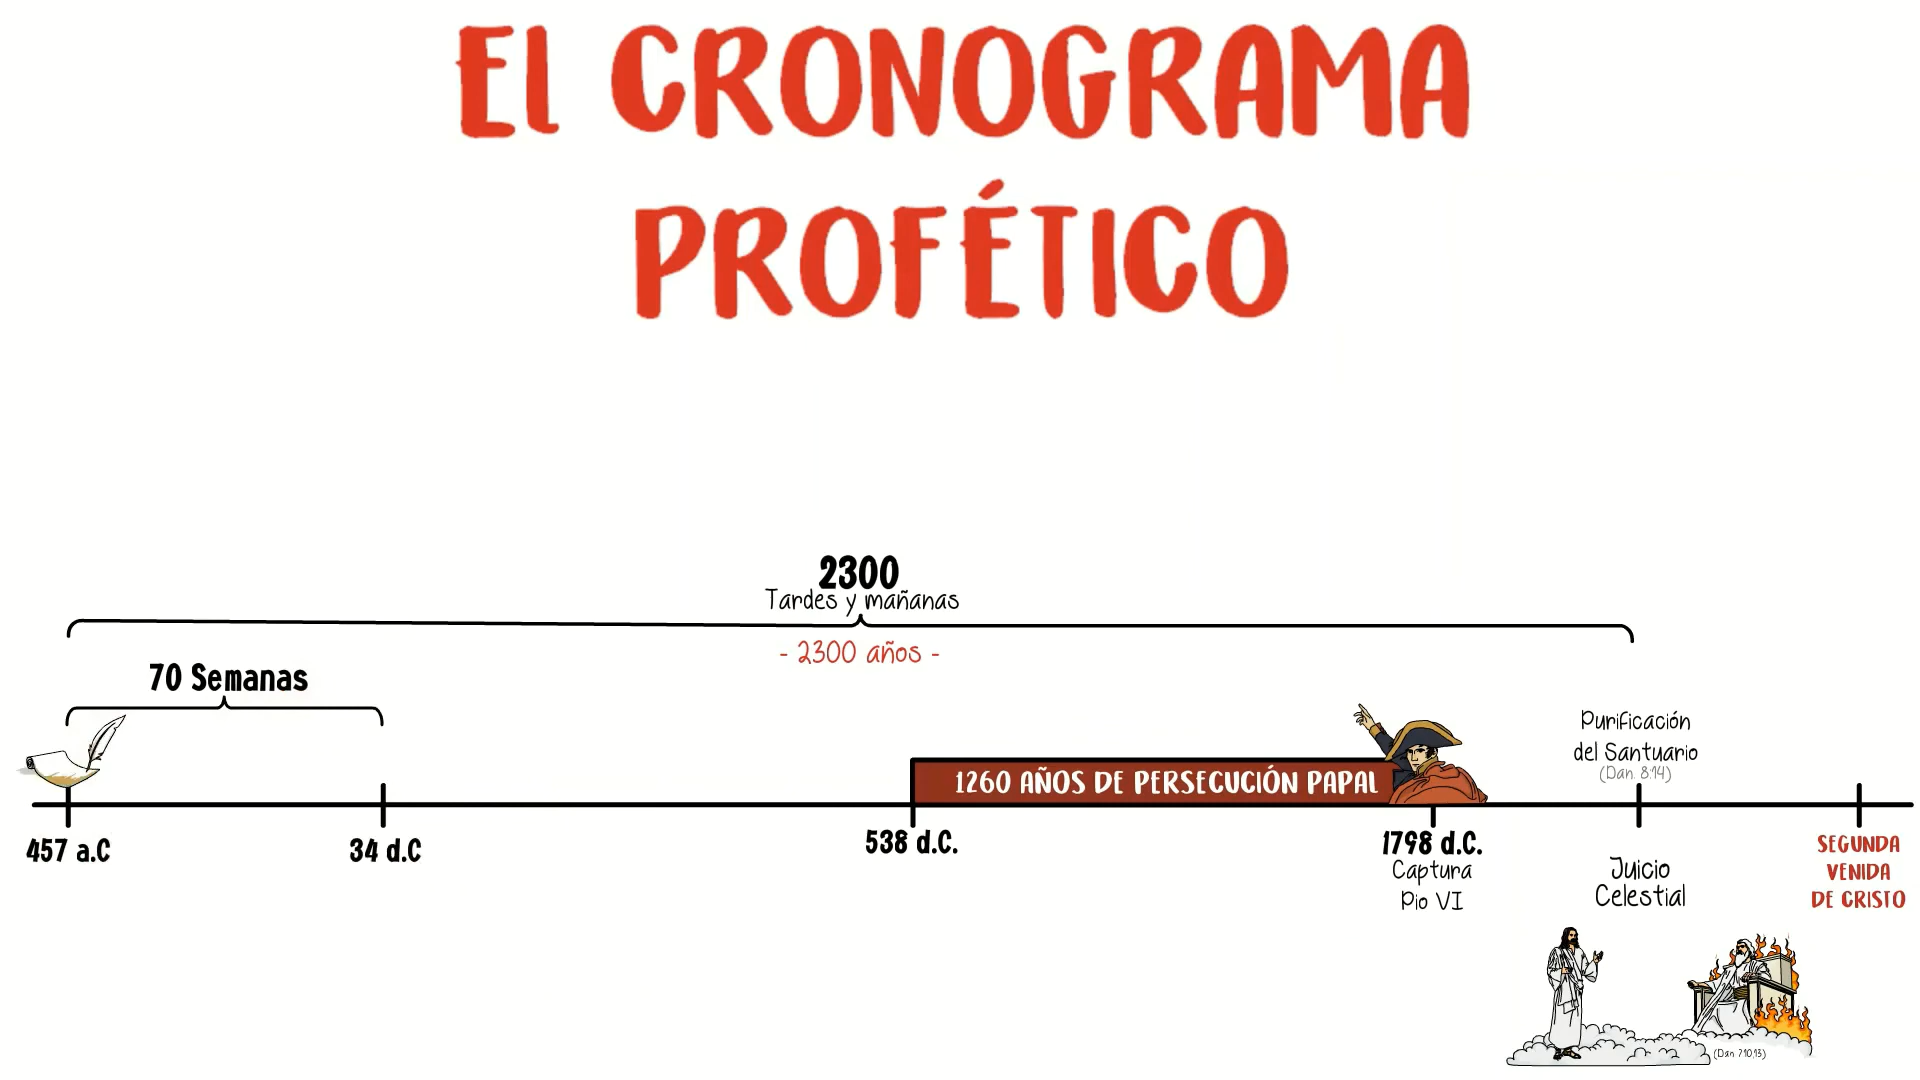 El CRONOGRAMA
PROFÉTICO
2300
Tardes y mañanas
- 2300 años -
70 Semanas
Purificación
del Santuario
(Dan. 8:14)
1260 AÑOS DE PERSECUCIÓN PAPAL
457 a.C
34 d.C
538 d.C.
1798 d.C.
Captura
Pio VI
Juicio
Celestial
SEGUNDA
VENIDA
DE CRISTO
(Dan 7:10,13)